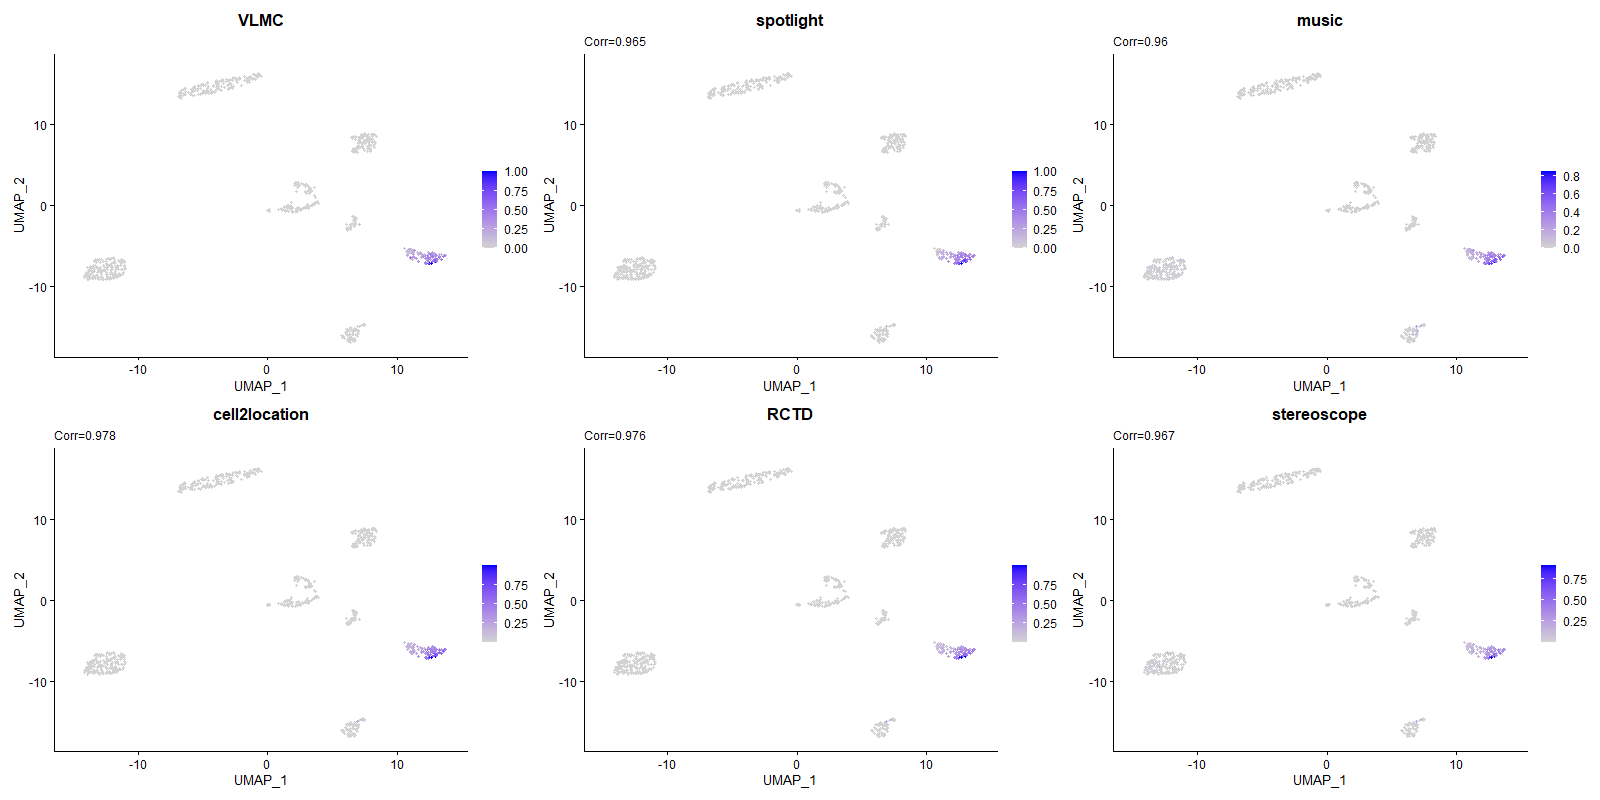 VLMC
10
0
-10
UMAP_2
-10 0 10
UMAP_1
1.00
0.75
0.50
0.25
0.00
spotlight
Corr=0.965
10
0
-10
UMAP_2
-10 0 10
UMAP_1
1.00
0.75
0.50
0.25
0.00
music
Corr=0.96
10
0
-10
UMAP_2
-10 0 10
UMAP_1
0.8
0.6
0.4
0.2
0.0
cell2location
Corr=0.978
10
0
-10
UMAP_2
-10 0 10
UMAP_1
0.75
0.50
0.25
RCTD
Corr=0.976
10
0
-10
UMAP_2
-10 0 10
UMAP_1
0.75
0.50
0.25
stereoscope
Corr=0.967
10
0
-10
UMAP_2
-10 0 10
UMAP_1
0.75
0.50
0.25